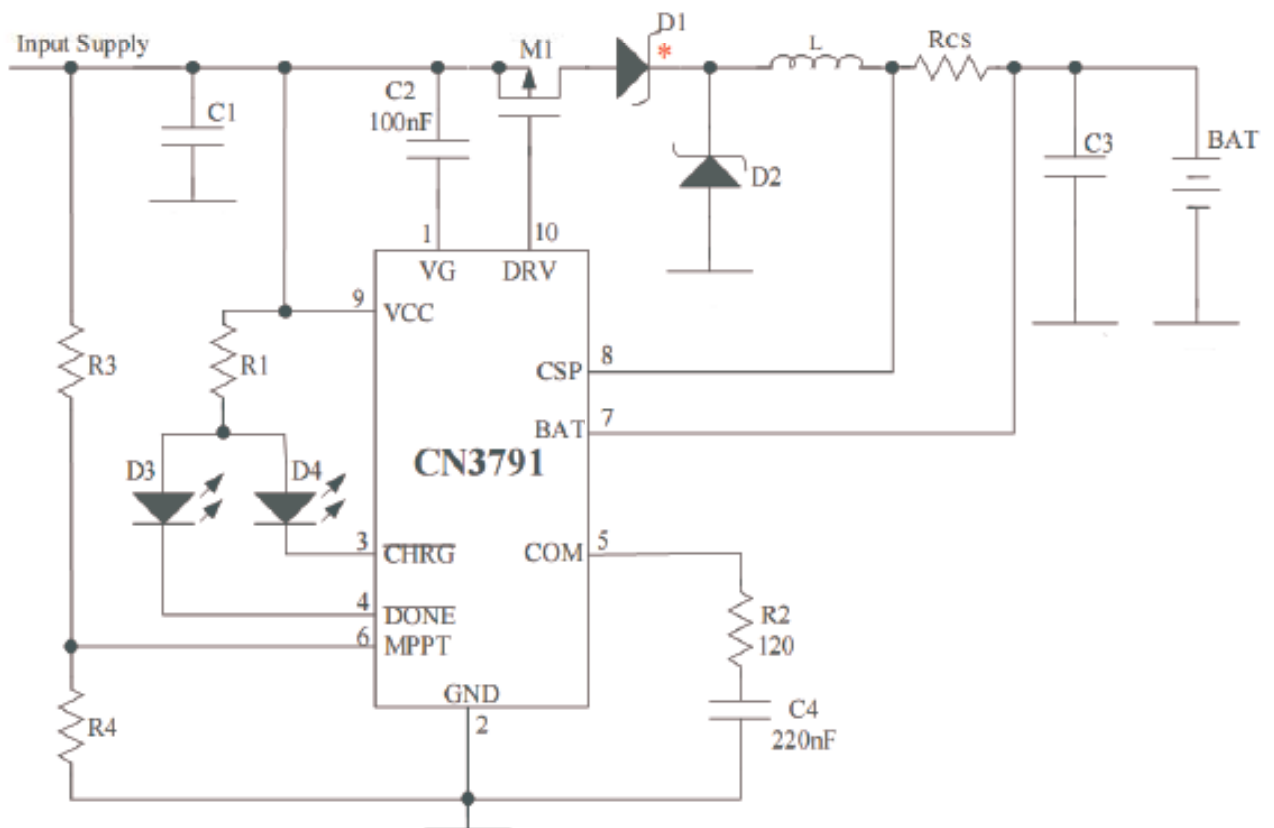 Input Supply
D1
*
M1
L
Rcs
C2
100nF
C1
D2
C3
BAT
1
10
VG
DRV
9
VCC
R3
R1
8
CSP
7
BAT
CN3791
D3
D4
3
CHRG
COM
5
4
DONE
6
MPPT
R2
120
GND
2
R4
C4
220nF